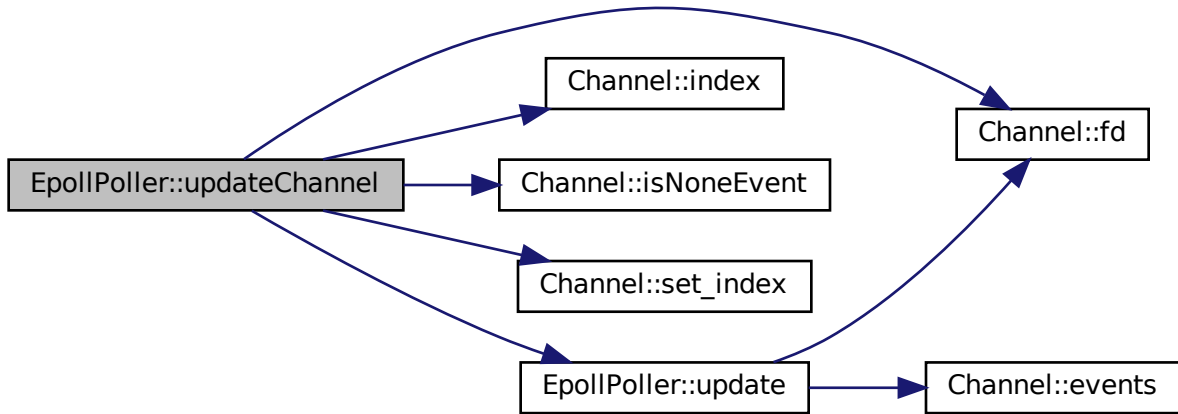 Channel::index
Channel::fd
EpollPoller::updateChannel
Channel::isNoneEvent
Channel::set_index
EpollPoller::update
Channel::events